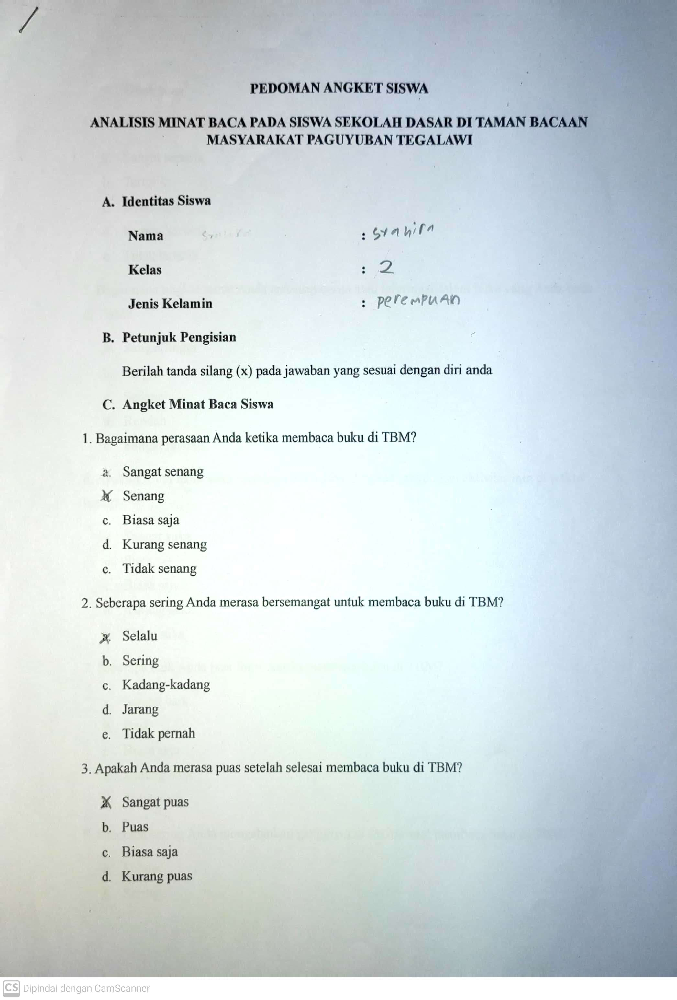 PEDOMAN ANGKET SISWA
ANALISIS MINAT BACA PADA SISWA SEKOLAH DASAR DI TAMAN BACAAN
MASYARAKAT PAGUYUBAN TEGALAWI
A. Identitas Siswa
Nama : syahira
Kelas : 2
Jenis Kelamin : perempuan
B. Petunjuk Pengisian
Berilah tanda silang (x) pada jawaban yang sesuai dengan diri anda
C. Angket Minat Baca Siswa
1. Bagaimana perasaan Anda ketika membaca buku di TBM?
a. Sangat senang
b. Senang
c. Biasa saja
d. Kurang senang
e. Tidak senang
2. Seberapa sering Anda merasa bersemangat untuk membaca buku di TBM?
a. Selalu
b. Sering
c. Kadang-kadang
d. Jarang
e. Tidak pernah
3. Apakah Anda merasa puas setelah selesai membaca buku di TBM?
a. Sangat puas
b. Puas
c. Biasa saja
d. Kurang puas
CS Dipindai dengan CamScanner